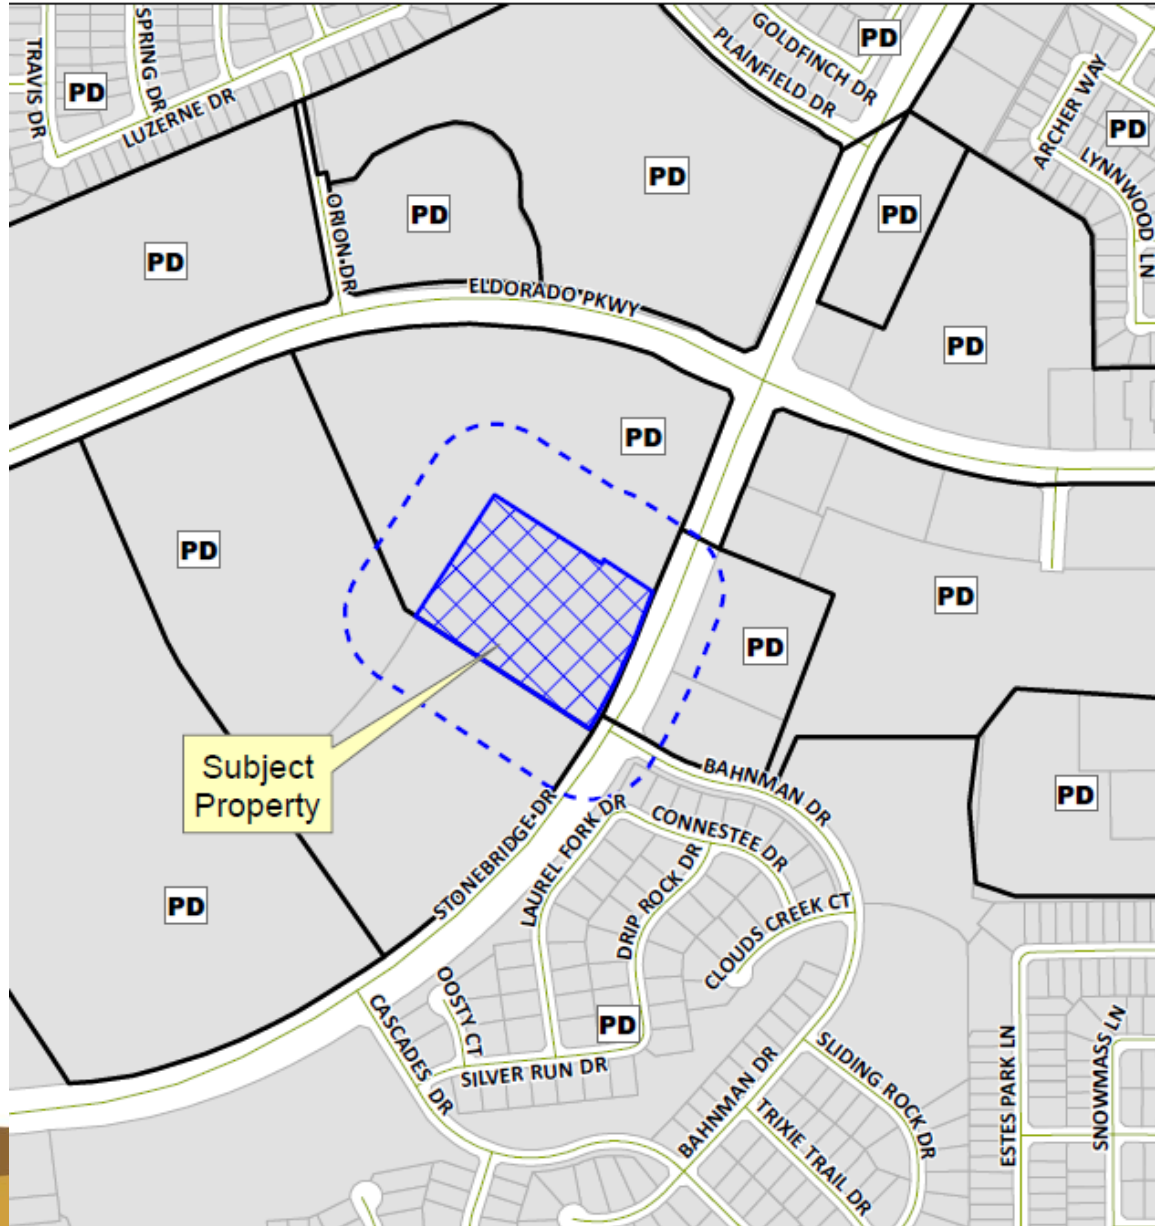 TRAVIS DR
SPRING DR
PD
LUZERNE DR
GOLDFINCH DR
PD
PLAINFIELD DR
ARCHER WAY
PD
LYNNWOOD LN
PD
PD
PD
PD
ORION DR
ELDORADO PKWY
PD
PD
PD
PD
PD
Subject
Property
BAHNMAN DR
PD
STONEBRIDGE DR
LAUREL FORK DR
CONNESTEE DR
DRIP ROCK DR
CLOUDS CREEK CT
PD
OOSTY CT
CASCADES DR
PD
SILVER RUN DR
BAHNMAN DR
SLIDING ROCK DR
TRIXIE TRAIL DR
ESTES PARK LN
SNOWMASS LN